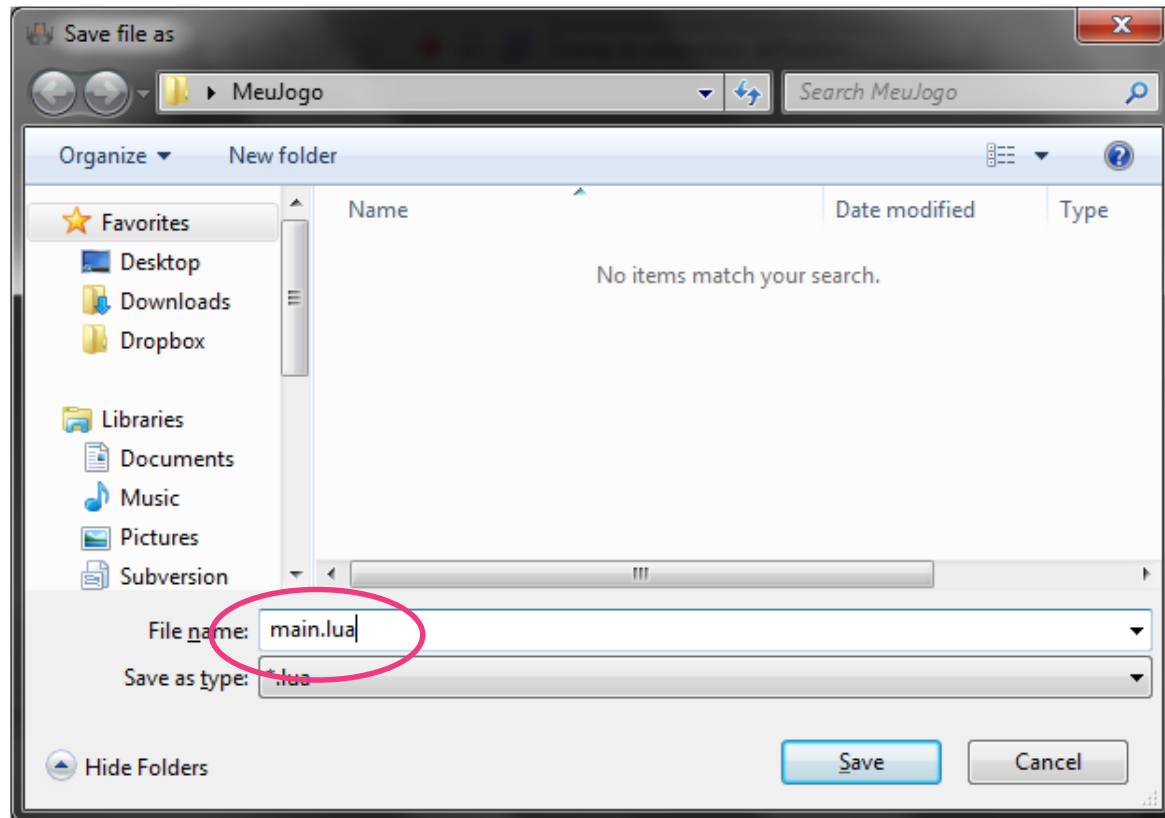 Save file as
MeuJogo
Search MeuJogo
Organize
New folder
Name
Date modified
Type
No items match your search.
Favorites
Desktop
Downloads
Dropbox
Libraries
Documents
Music
Pictures
Subversion
File name: main.lua
Save as type: *.lua
Hide Folders
Save
Cancel